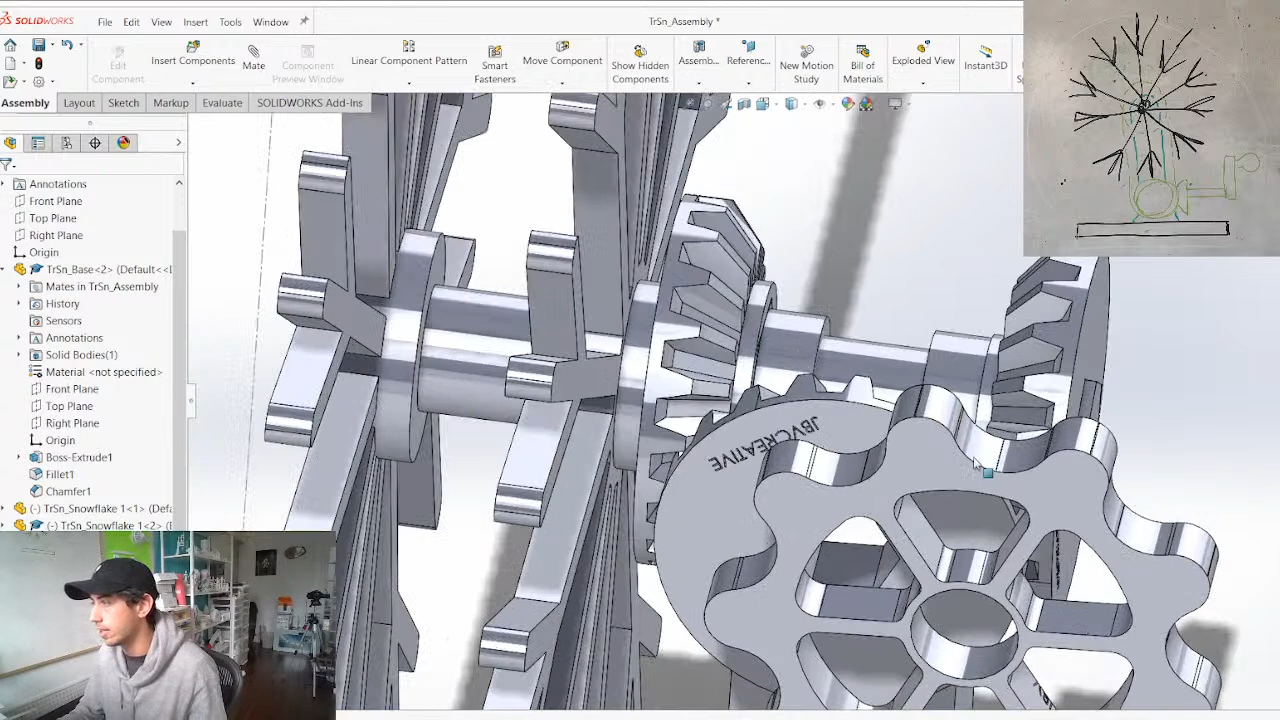 SOLIDWORKS File Edit View Insert Tools Window TrSn_Assembly *
Edit Component
Insert Components
Mate
Component Preview Window
Linear Component Pattern
Smart Fasteners
Move Component
Show Hidden Components
Assemb...
Referenc...
New Motion Study
Bill of Materials
Exploded View
Instant3D
Assembly Layout Sketch Markup Evaluate SOLIDWORKS Add-Ins
Annotations
Front Plane
Top Plane
Right Plane
Origin
TrSn_Base<2> (Default<<D
Mates in TrSn_Assembly
History
Sensors
Annotations
Solid Bodies(1)
Material <not specified>
Front Plane
Top Plane
Right Plane
Origin
Boss-Extrude1
Fillet1
Chamfer1
(-) TrSn_Snowflake 1<1> (Defa
(-) TrSn_Snowflake 1<2> (
JBVCREATIVE